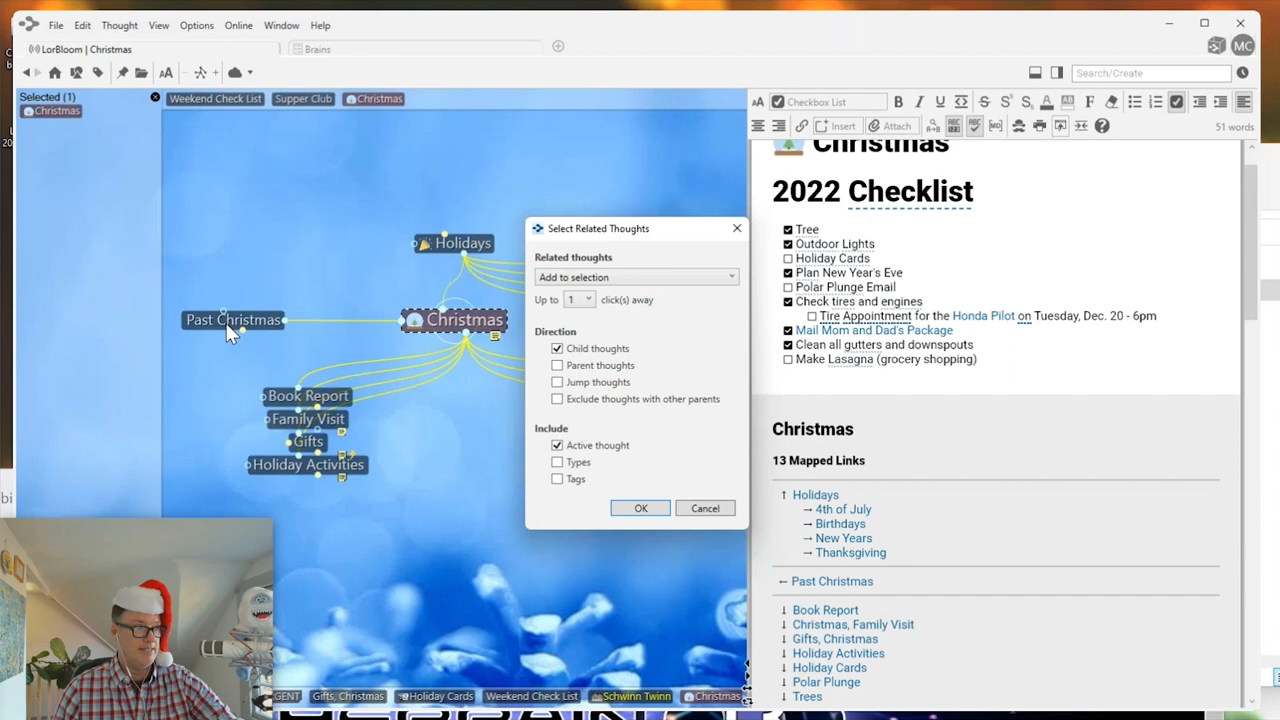 File Edit Thought View Options Online Window Help
LorBloom | Christmas
Brains
MC
Search/Create
Selected (1)
Christmas
Weekend Check List
Supper Club
Christmas
Checkbox List
Insert
Attach
51 words
Holidays
Past Christmas
Christmas
Book Report
Family Visit
Gifts
Holiday Activities
Select Related Thoughts
Related thoughts
Add to selection
Up to 1 click(s) away
Direction
Child thoughts
Parent thoughts
Jump thoughts
Exclude thoughts with other parents
Include
Active thought
Types
Tags
OK
Cancel
Christmas
2022 Checklist
Tree
Outdoor Lights
Holiday Cards
Plan New Year's Eve
Polar Plunge Email
Check tires and engines
Tire Appointment for the Honda Pilot on Tuesday, Dec. 20 - 6pm
Mail Mom and Dad's Package
Clean all gutters and downspouts
Make Lasagna (grocery shopping)
Christmas
13 Mapped Links
↑ Holidays
→ 4th of July
→ Birthdays
→ New Years
→ Thanksgiving
← Past Christmas
↓ Book Report
↓ Christmas, Family Visit
↓ Gifts, Christmas
↓ Holiday Activities
↓ Holiday Cards
↓ Polar Plunge
↓ Trees
GENT
Gifts, Christmas
Holiday Cards
Weekend Check List
Schwinn Twinn
Christmas